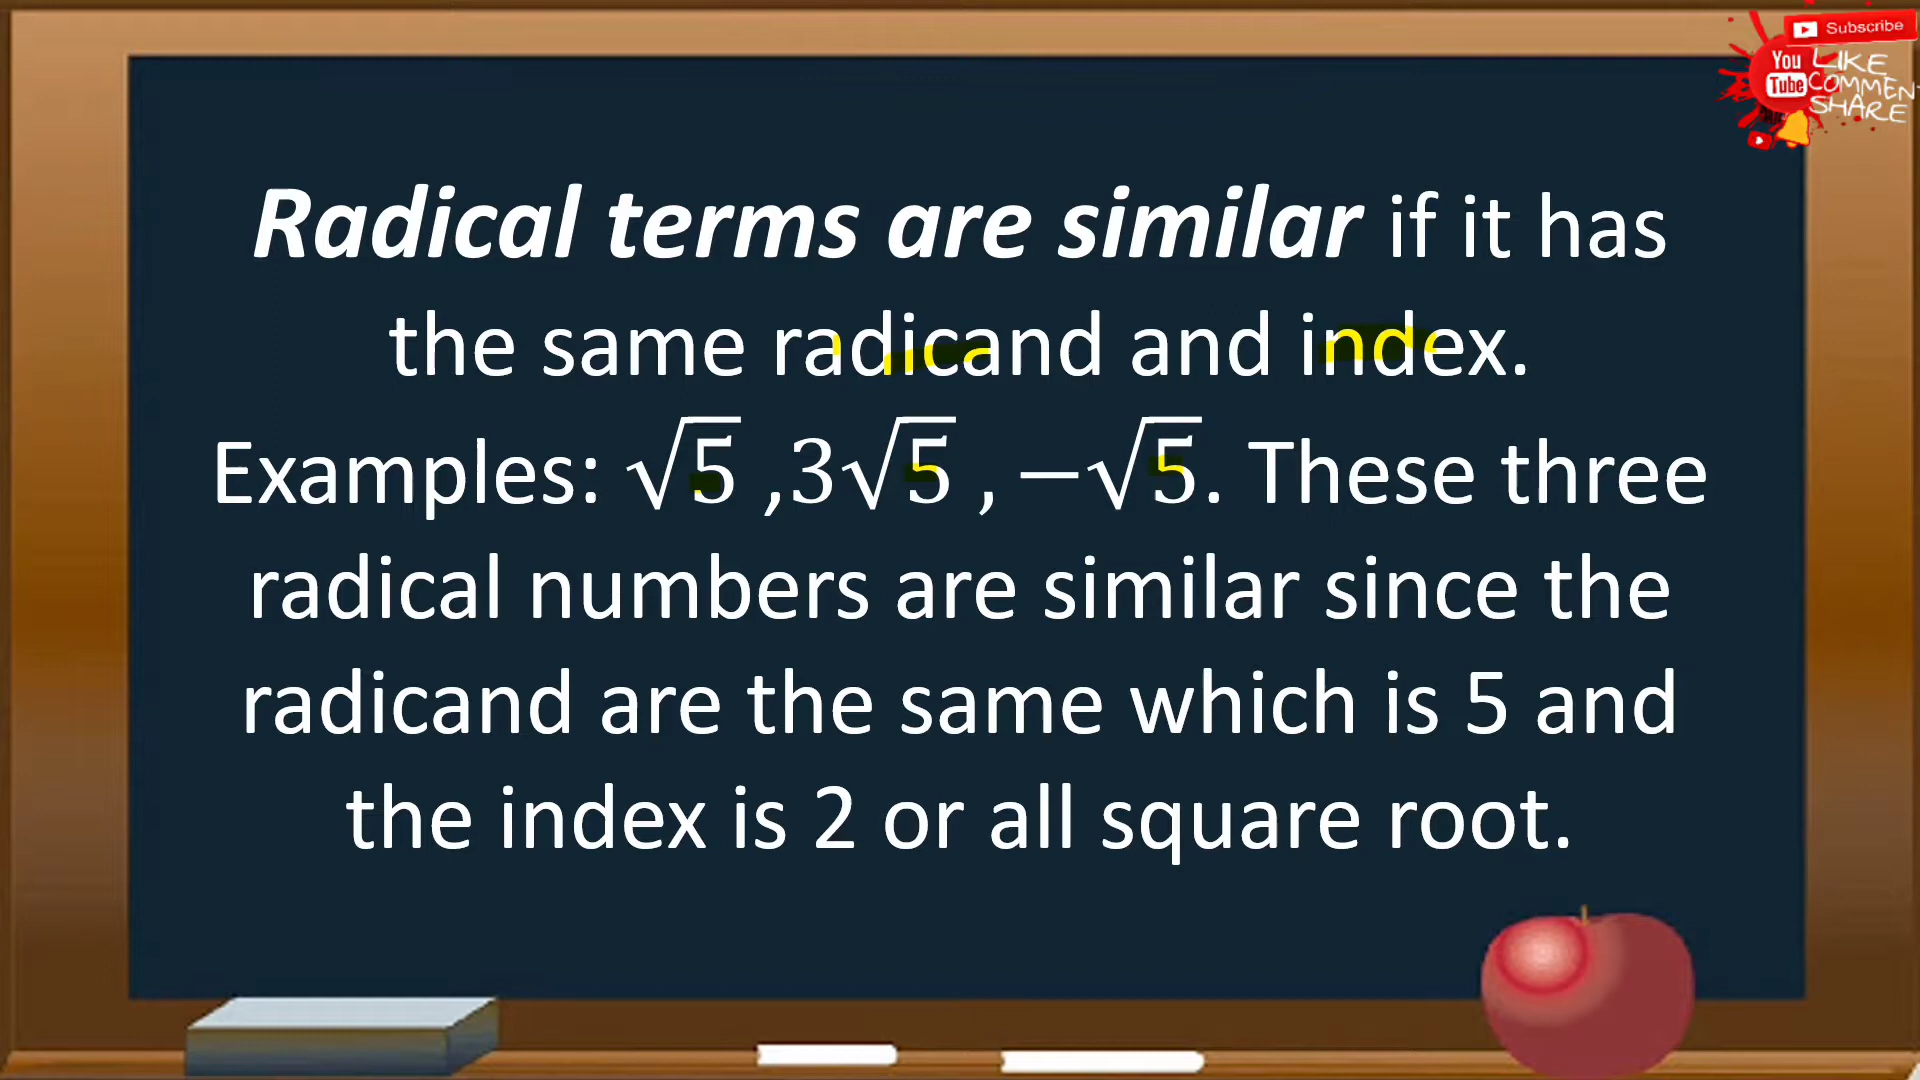 Subscribe
You
Tube
LIKE
COMMENT
SHARE
Radical terms are similar if it has
the same radicand and index.
Examples: √5 ,3√5 , −√5. These three
radical numbers are similar since the
radicand are the same which is 5 and
the index is 2 or all square root.